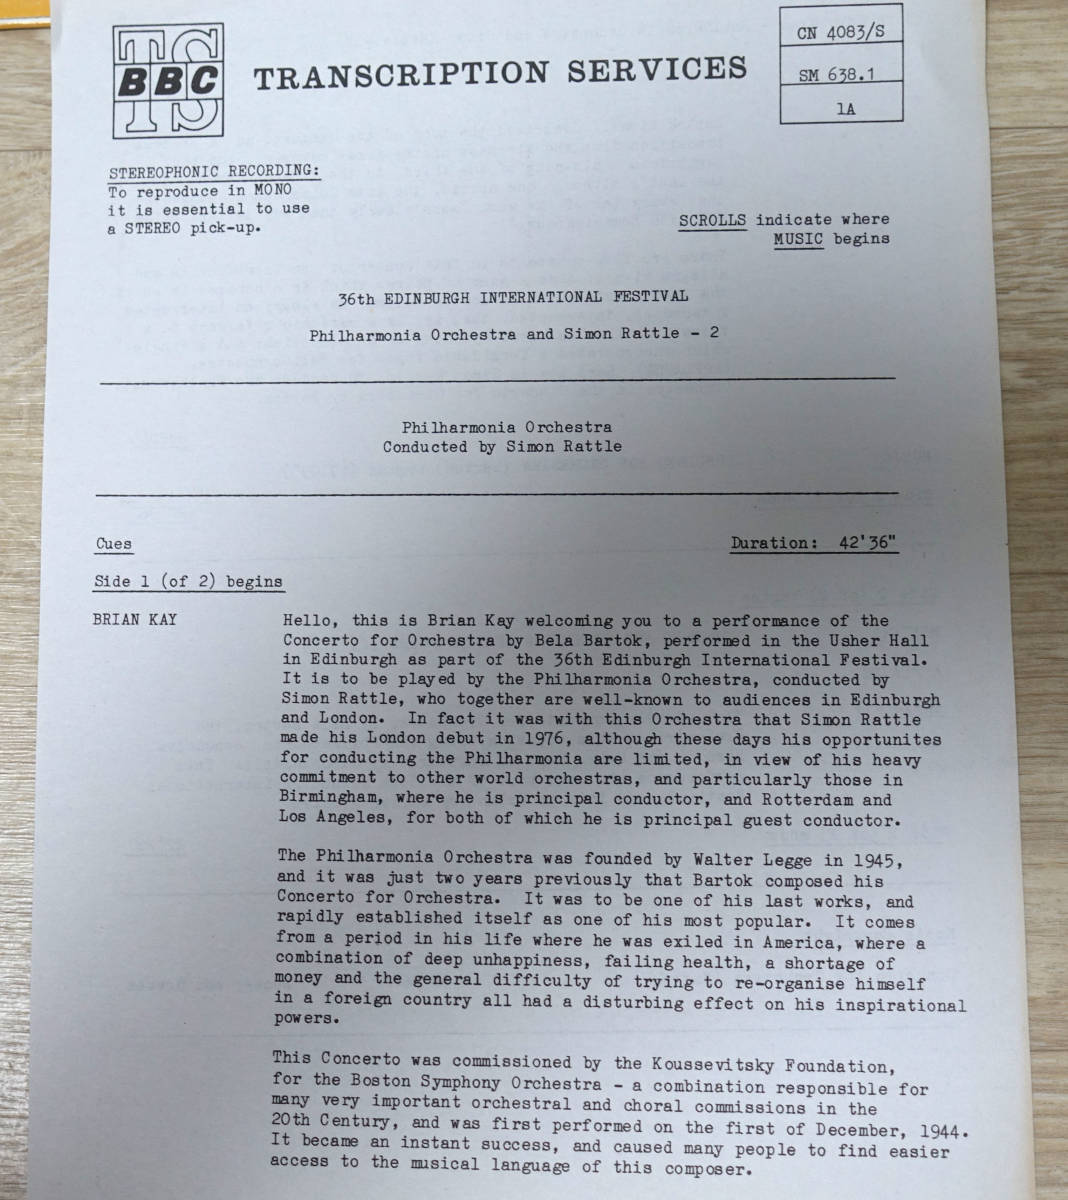 TS
BBC
TS
TRANSCRIPTION SERVICES
CN 4083/S
SM 638.1
1A
STEREOPHONIC RECORDING:
To reproduce in MONO
it is essential to use
a STEREO pick-up.
SCROLLS indicate where
MUSIC begins
36th EDINBURGH INTERNATIONAL FESTIVAL
Philharmonia Orchestra and Simon Rattle - 2
Philharmonia Orchestra
Conducted by Simon Rattle
Cues
Duration: 42'36"
Side 1 (of 2) begins
BRIAN KAY
Hello, this is Brian Kay welcoming you to a performance of the
Concerto for Orchestra by Bela Bartok, performed in the Usher Hall
in Edinburgh as part of the 36th Edinburgh International Festival.
It is to be played by the Philharmonia Orchestra, conducted by
Simon Rattle, who together are well-known to audiences in Edinburgh
and London. In fact it was with this Orchestra that Simon Rattle
made his London debut in 1976, although these days his opportunites
for conducting the Philharmonia are limited, in view of his heavy
commitment to other world orchestras, and particularly those in
Birmingham, where he is principal conductor, and Rotterdam and
Los Angeles, for both of which he is principal guest conductor.
The Philharmonia Orchestra was founded by Walter Legge in 1945,
and it was just two years previously that Bartok composed his
Concerto for Orchestra. It was to be one of his last works, and
rapidly established itself as one of his most popular. It comes
from a period in his life where he was exiled in America, where a
combination of deep unhappiness, failing health, a shortage of
money and the general difficulty of trying to re-organise himself
in a foreign country all had a disturbing effect on his inspirational
powers.
This Concerto was commissioned by the Koussevitsky Foundation,
for the Boston Symphony Orchestra - a combination responsible for
many very important orchestral and choral commissions in the
20th Century, and was first performed on the first of December, 1944.
It became an instant success, and caused many people to find easier
access to the musical language of this composer.